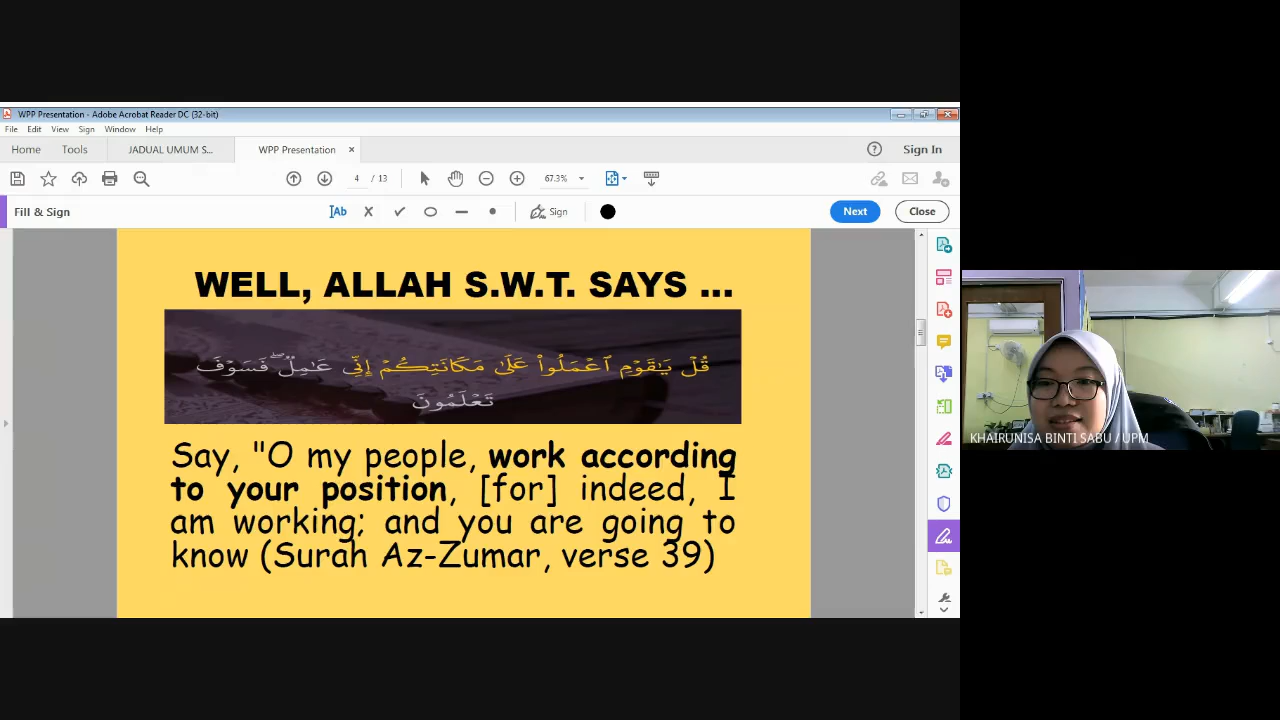 WPP Presentation - Adobe Acrobat Reader DC (32-bit)
File Edit View Sign Window Help
Home Tools JADUAL UMUM S... WPP Presentation × Sign In
4 / 13 67.3%
Fill & Sign Ab Sign Next Close
WELL, ALLAH S.W.T. SAYS ...
قُلۡ يَٰقَوۡمِ ٱعۡمَلُواْ عَلَىٰ مَكَانَتِكُمۡ إِنِّي عَٰمِلٞۖ فَسَوۡفَ
تَعۡلَمُونَ
Say, "O my people, work according
to your position, [for] indeed, I
am working; and you are going to
know (Surah Az-Zumar, verse 39)
KHAIRUNISA BINTI SABU / UPM